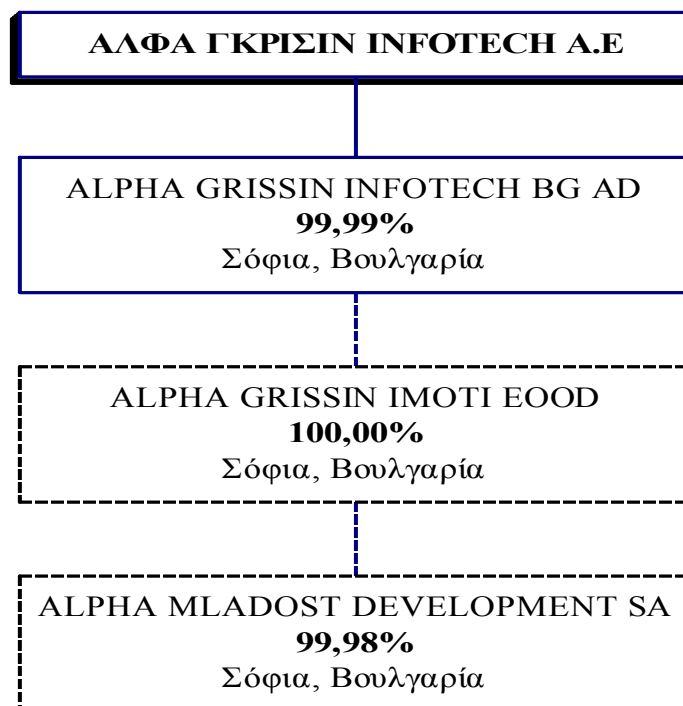 ΑΛΦΑ ΓΚΡΙΣΙΝ INFOTECH Α.Ε
ALPHA GRISSIN INFOTECH BG AD
99,99%
Σόφια, Βουλγαρία
ALPHA GRISSIN IMOTI EOOD
100,00%
Σόφια, Βουλγαρία
ALPHA MLADOST DEVELOPMENT SA
99,98%
Σόφια, Βουλγαρία